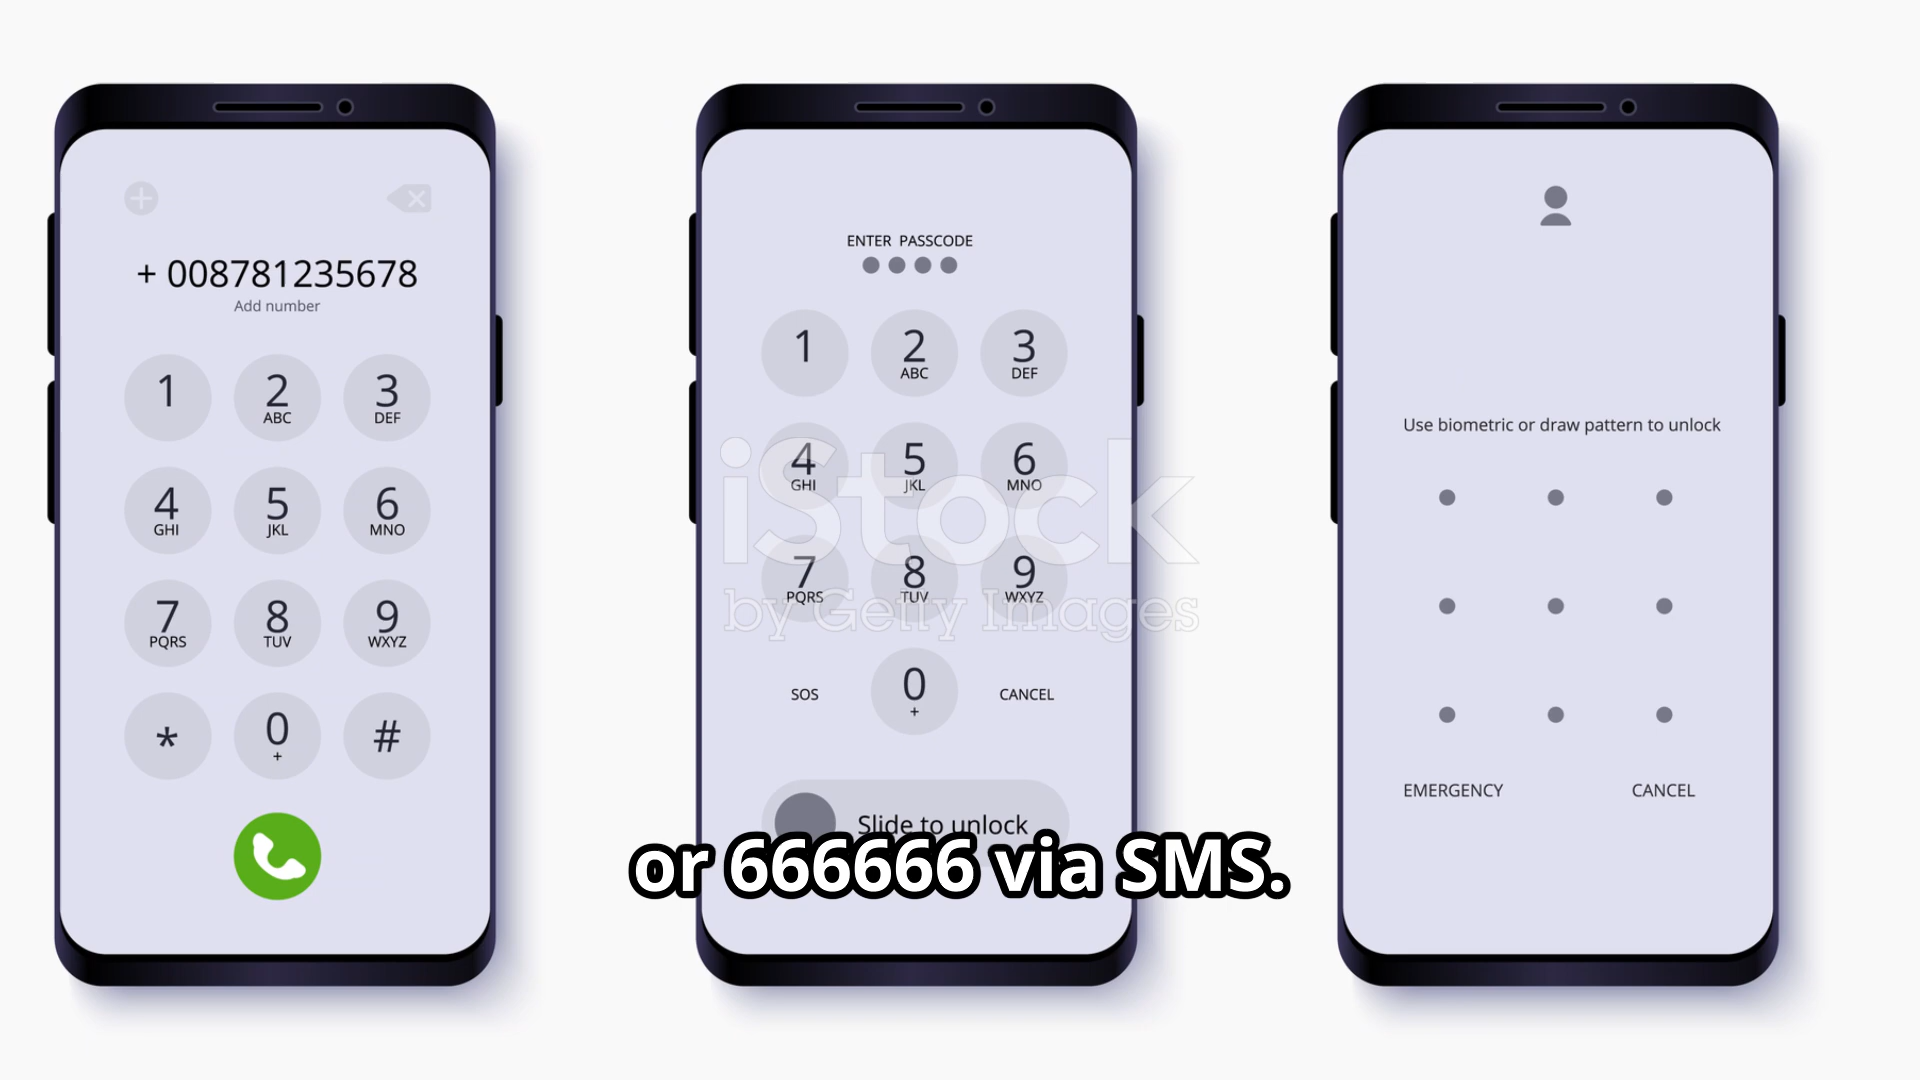 + 008781235678
Add number
1
2
ABC
3
DEF
4
GHI
5
JKL
6
MNO
7
PQRS
8
TUV
9
WXYZ
*
0
+
#
ENTER PASSCODE
1
2
ABC
3
DEF
4
GHI
5
JKL
6
MNO
7
PQRS
8
TUV
9
WXYZ
SOS
0
+
CANCEL
Slide to unlock
iStock
by Getty Images
Use biometric or draw pattern to unlock
EMERGENCY
CANCEL
or 666666 via SMS.